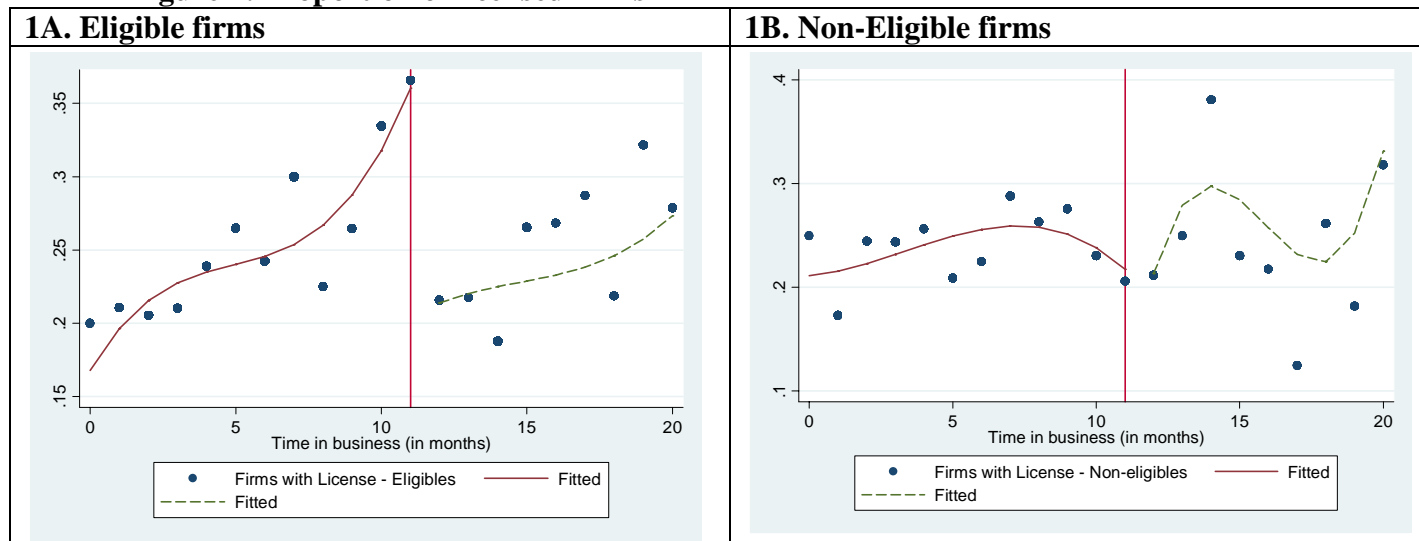 1A. Eligible firms
1B. Non-Eligible firms
.35
.3
.25
.2
.15
0 5 10 15 20
Time in business (in months)
Firms with License - Eligibles Fitted
Fitted
.4
.3
.2
.1
0 5 10 15 20
Time in business (in months)
Firms with License - Non-eligibles Fitted
Fitted